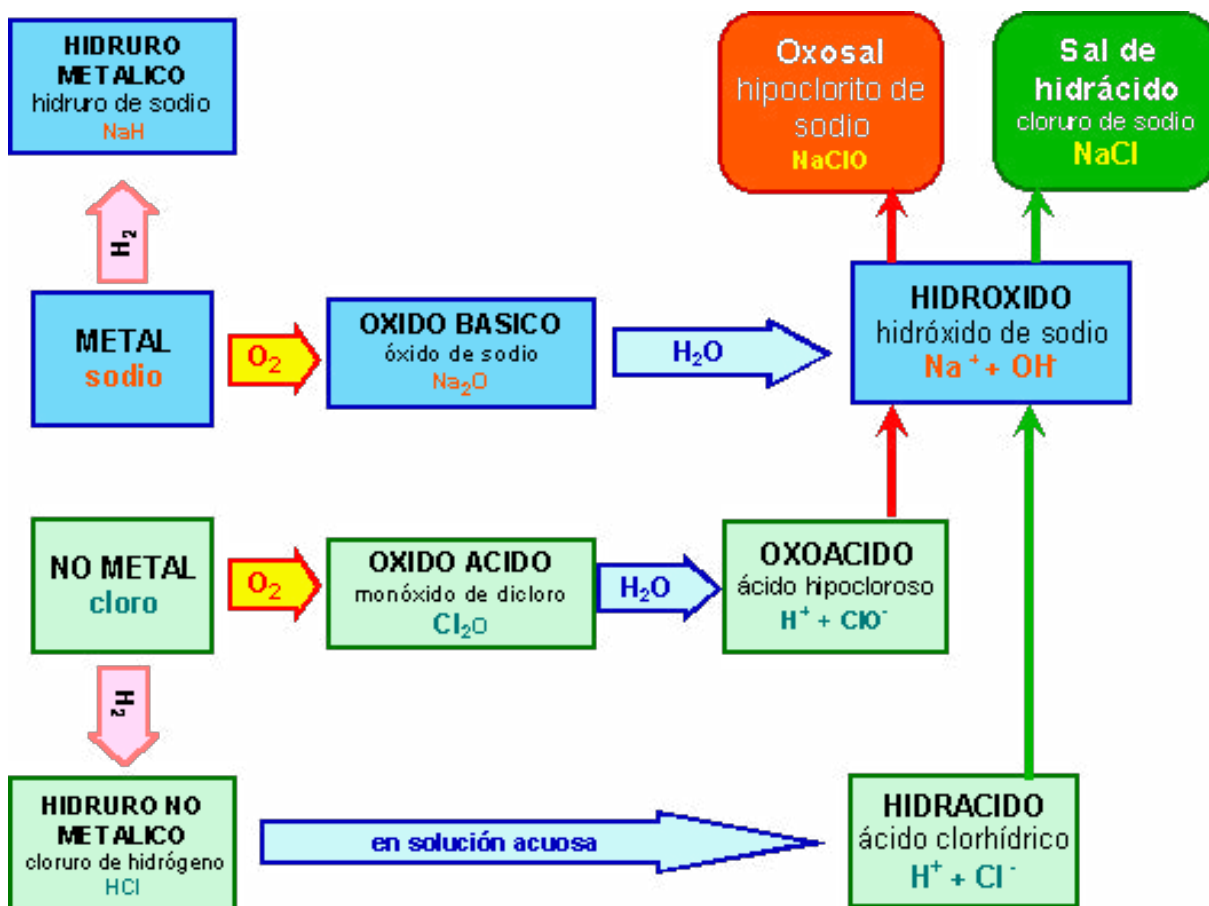 HIDRURO
METALICO
hidruro de sodio
NaH
Oxosal
hipoclorito de
sodio
NaClO
Sal de
hidrácido
cloruro de sodio
NaCl
H₂
METAL
sodio
O₂
OXIDO BASICO
óxido de sodio
Na₂O
H₂O
HIDROXIDO
hidróxido de sodio
Na⁺ + OH⁻
NO METAL
cloro
O₂
OXIDO ACIDO
monóxido de dicloro
Cl₂O
H₂O
OXOACIDO
ácido hipocloroso
H⁺ + ClO⁻
H₂
HIDRURO NO
METALICO
cloruro de hidrógeno
HCl
en solución acuosa
HIDRACIDO
ácido clorhídrico
H⁺ + Cl⁻